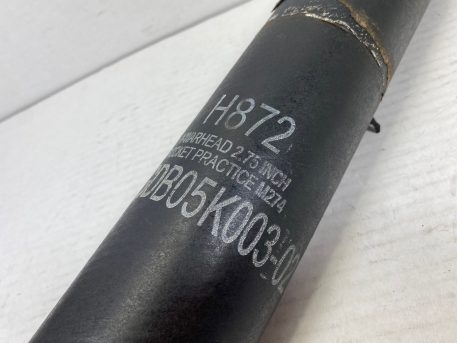 H872
WARHEAD 2.75 INCH
ROCKET PRACTICE M274
DB05K003-02